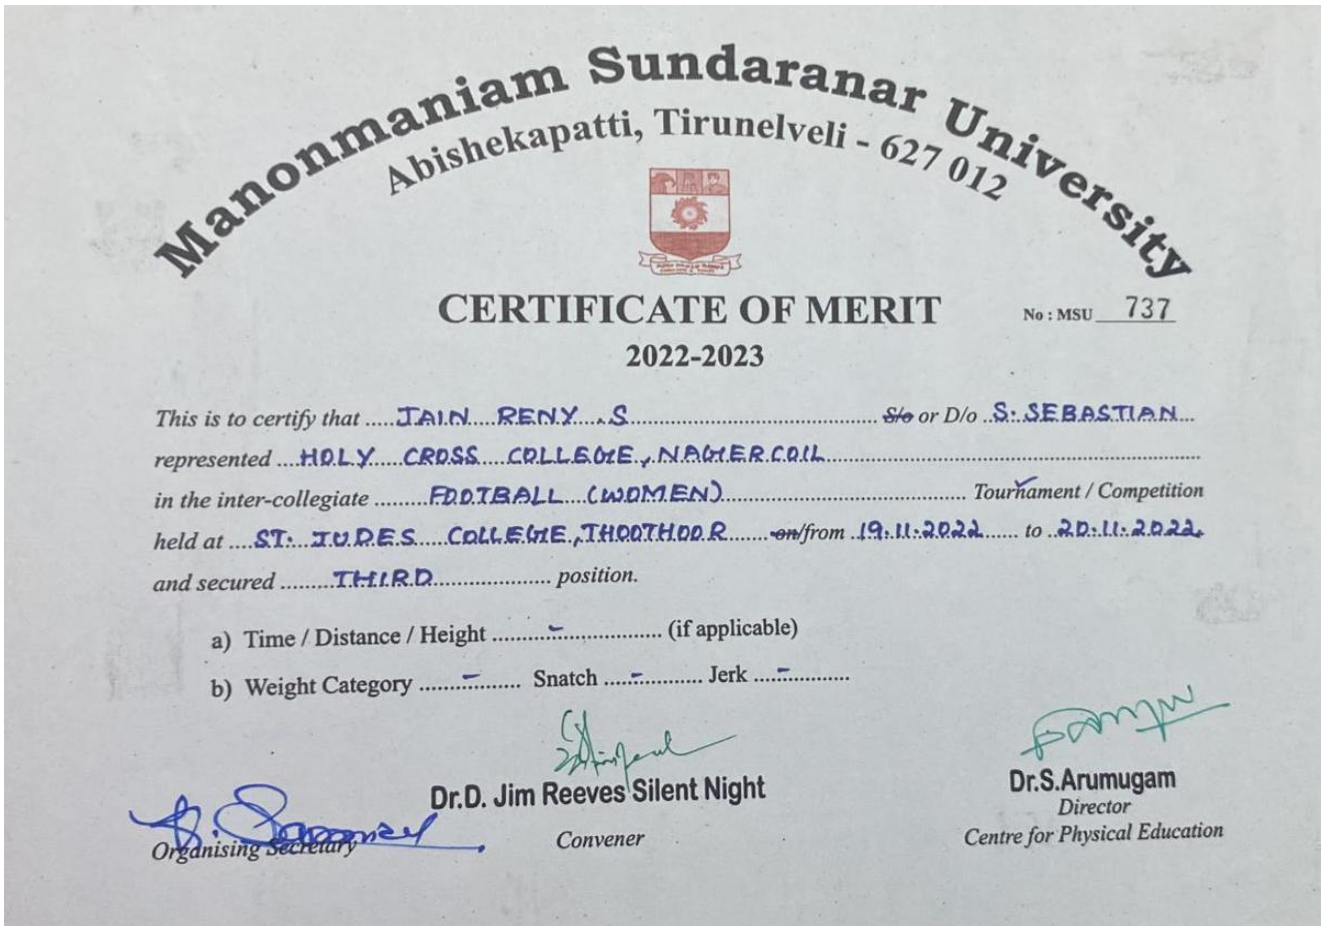 Manonmaniam Sundaranar University
Abishekapatti, Tirunelveli - 627 012
CERTIFICATE OF MERIT
No : MSU 737
2022-2023
This is to certify that ..... JAIN RENY .S ..... S/o or D/o .. S. SEBASTIAN ...
represented .... HOLY CROSS COLLEGE, NAGERCOIL ....
in the inter-collegiate ......... FOOTBALL (WOMEN) ......... Tournament / Competition
held at .... ST. JUDES COLLEGE, THOOTHOOR ....... on/from .19.11.2022...... to ..20.11.2022.
and secured ......... THIRD ......... position.
a) Time / Distance / Height ......... - ......... (if applicable)
b) Weight Category ....... - ....... Snatch ..... - ....... Jerk .... - .......
Dr.D. Jim Reeves Silent Night
Dr.S.Arumugam
Director
Organising Secretary
Convener
Centre for Physical Education